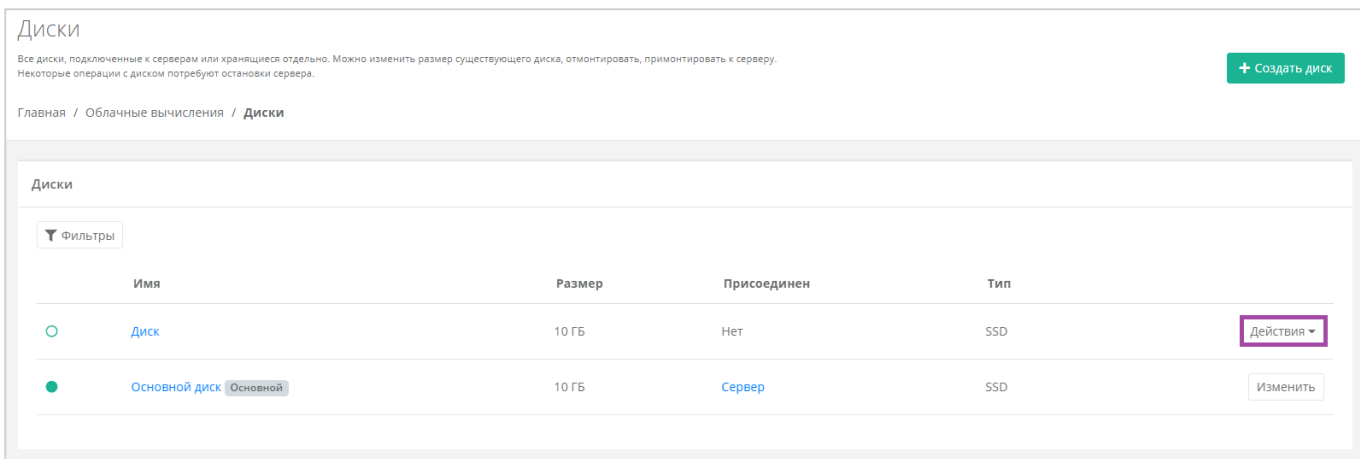 Диски
Все диски, подключенные к серверам или хранящиеся отдельно. Можно изменить размер существующего диска, отмонтировать, примонтировать к серверу.
Некоторые операции с диском потребуют остановки сервера.
+ Создать диск
Главная / Облачные вычисления / Диски
Диски
Фильтры
Имя Размер Присоединен Тип
Диск 10 ГБ Нет SSD Действия
Основной диск Основной 10 ГБ Сервер SSD Изменить